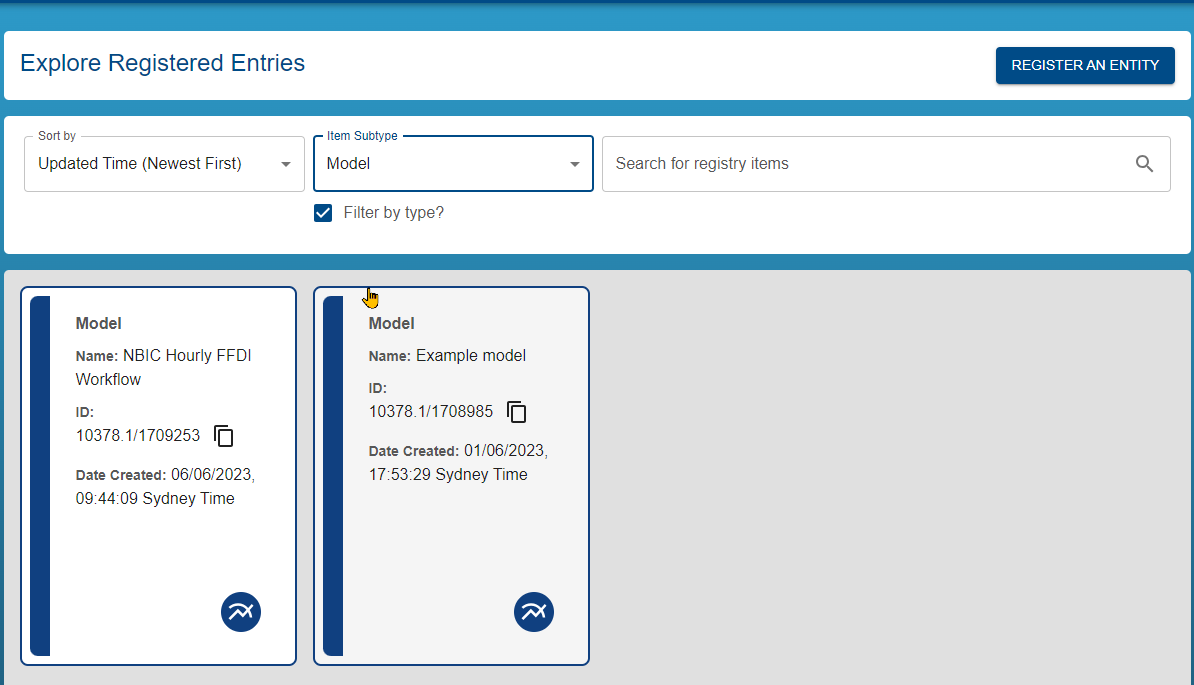 Explore Registered Entries
REGISTER AN ENTITY
Sort by
Updated Time (Newest First)
Item Subtype
Model
Search for registry items
Filter by type?
Model
Name: NBIC Hourly FFDI
Workflow
ID:
10378.1/1709253
Date Created: 06/06/2023,
09:44:09 Sydney Time
Model
Name: Example model
ID:
10378.1/1708985
Date Created: 01/06/2023,
17:53:29 Sydney Time